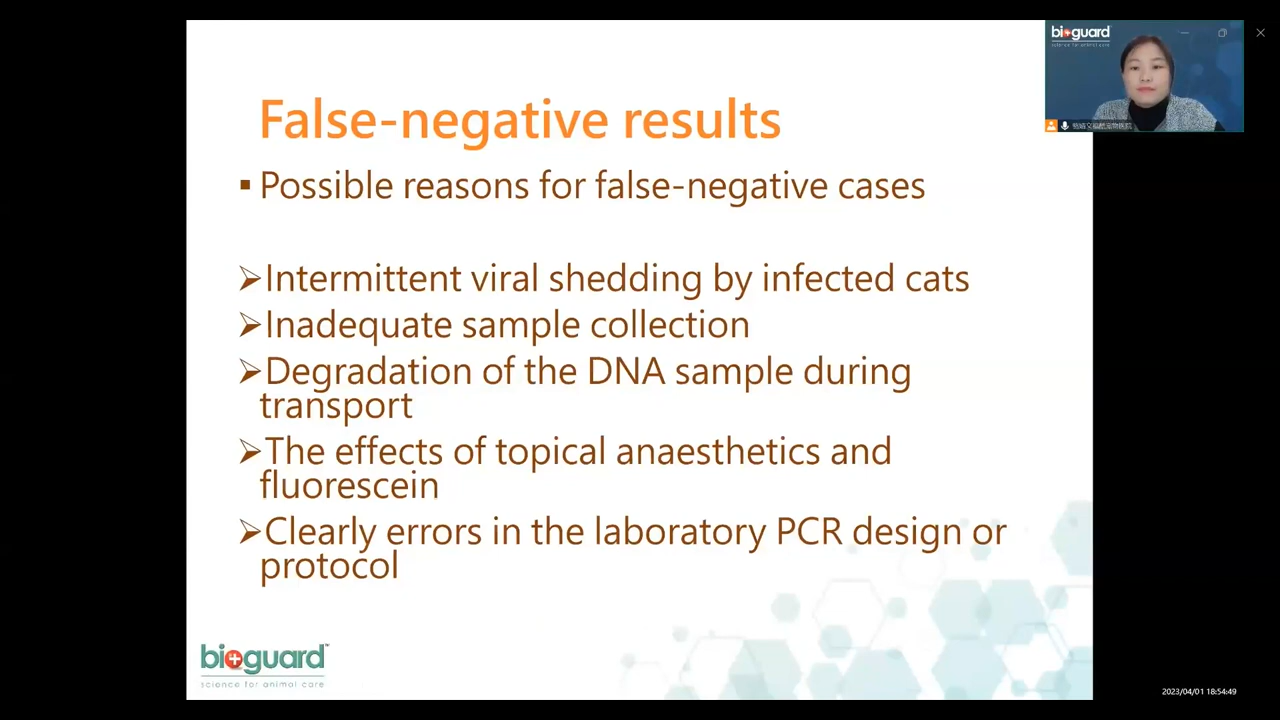 False-negative results
▪ Possible reasons for false-negative cases
➢Intermittent viral shedding by infected cats
➢Inadequate sample collection
➢Degradation of the DNA sample during
transport
➢The effects of topical anaesthetics and
fluorescein
➢Clearly errors in the laboratory PCR design or
protocol
bioguard™
science for animal care
bioguard
science for animal care
2023/04/01 18:54:49